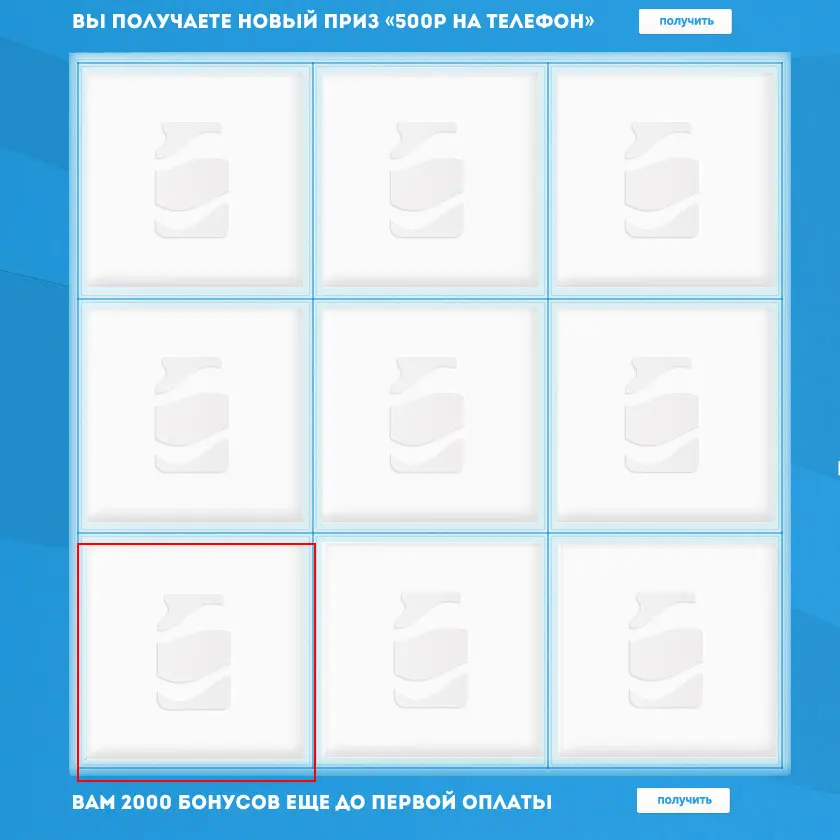 ВЫ ПОЛУЧАЕТЕ НОВЫЙ ПРИЗ «500Р НА ТЕЛЕФОН»
получить
ВАМ 2000 БОНУСОВ ЕЩЕ ДО ПЕРВОЙ ОПЛАТЫ
получить